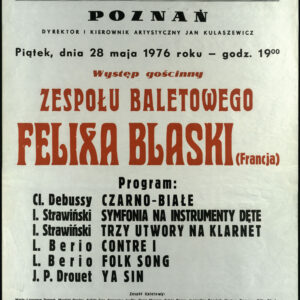 POZNAŃ
DYREKTOR I KIEROWNIK ARTYSTYCZNY JAN KULASZEWICZ
Piątek, dnia 28 maja 1976 roku – godz. 19⁰⁰
Występ gościnny
ZESPOŁU BALETOWEGO
FELIXA BLASKI (Francja)
Program:
Cl. Debussy CZARNO-BIAŁE
I. Strawiński SYMFONIA NA INSTRUMENTY DĘTE
I. Strawiński TRZY UTWORY NA KLARNET
L. Berio CONTRE I
L. Berio FOLK SONG
J. P. Drouet YA SIN
Zespół Baletowy: